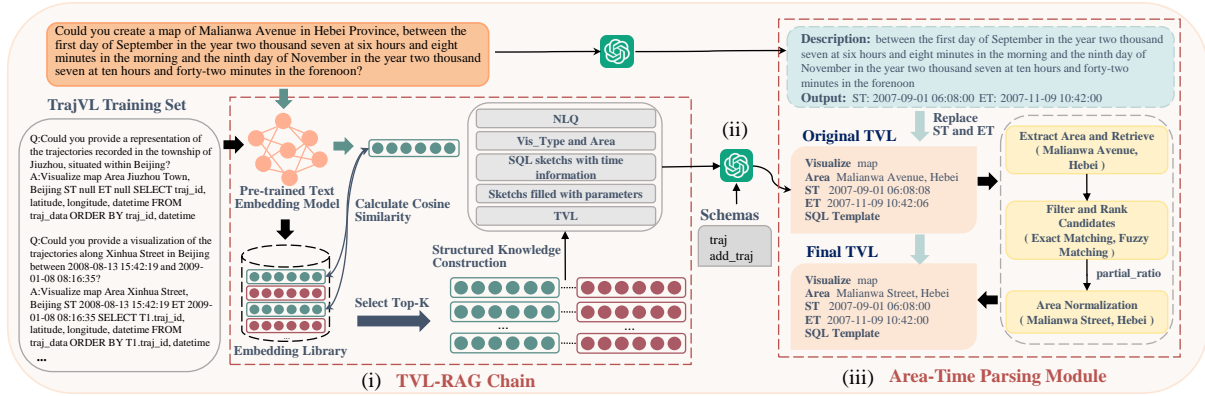 Could you create a map of Malianwa Avenue in Hebei Province, between the
first day of September in the year two thousand seven at six hours and eight
minutes in the morning and the ninth day of November in the year two thousand
seven at ten hours and forty-two minutes in the forenoon?
TrajVL Training Set
Q:Could you provide a representation of
the trajectories recorded in the township of
Jiuzhou, situated within Beijing?
A:Visualize map Area Jiuzhou Town,
Beijing ST null ET null SELECT traj_id,
latitude, longitude, datetime FROM
traj_data ORDER BY traj_id, datetime
Q:Could you provide a visualization of the
trajectories along Xinhua Street in Beijing
between 2008-08-13 15:42:19 and 2009-
01-08 08:16:35?
A:Visualize map Area Xinhua Street,
Beijing ST 2008-08-13 15:42:19 ET 2009-
01-08 08:16:35 SELECT T1.traj_id,
latitude, longitude, datetime FROM
traj_data ORDER BY T1.traj_id, datetime
...
Pre-trained Text
Embedding Model
Calculate Cosine
Similarity
...
Embedding Library
Select Top-K
NLQ
Vis_Type and Area
SQL sketchs with time
information
Sketchs filled with parameters
TVL
Structured Knowledge
Construction
...
...
(i) TVL-RAG Chain
(ii)
Schemas
traj
add_traj
Description: between the first day of September in the year two thousand
seven at six hours and eight minutes in the morning and the ninth day of
November in the year two thousand seven at ten hours and forty-two
minutes in the forenoon
Output: ST: 2007-09-01 06:08:00 ET: 2007-11-09 10:42:00
Replace
ST and ET
Original TVL
Visualize map
Area Malianwa Avenue, Hebei
ST 2007-09-01 06:08:08
ET 2007-11-09 10:42:06
SQL Template
Final TVL
Visualize map
Area Malianwa Street, Hebei
ST 2007-09-01 06:08:00
ET 2007-11-09 10:42:00
SQL Template
Extract Area and Retrieve
( Malianwa Avenue,
Hebei )
Filter and Rank
Candidates
( Exact Matching, Fuzzy
Matching )
partial_ratio
Area Normalization
( Malianwa Street, Hebei )
(iii) Area-Time Parsing Module